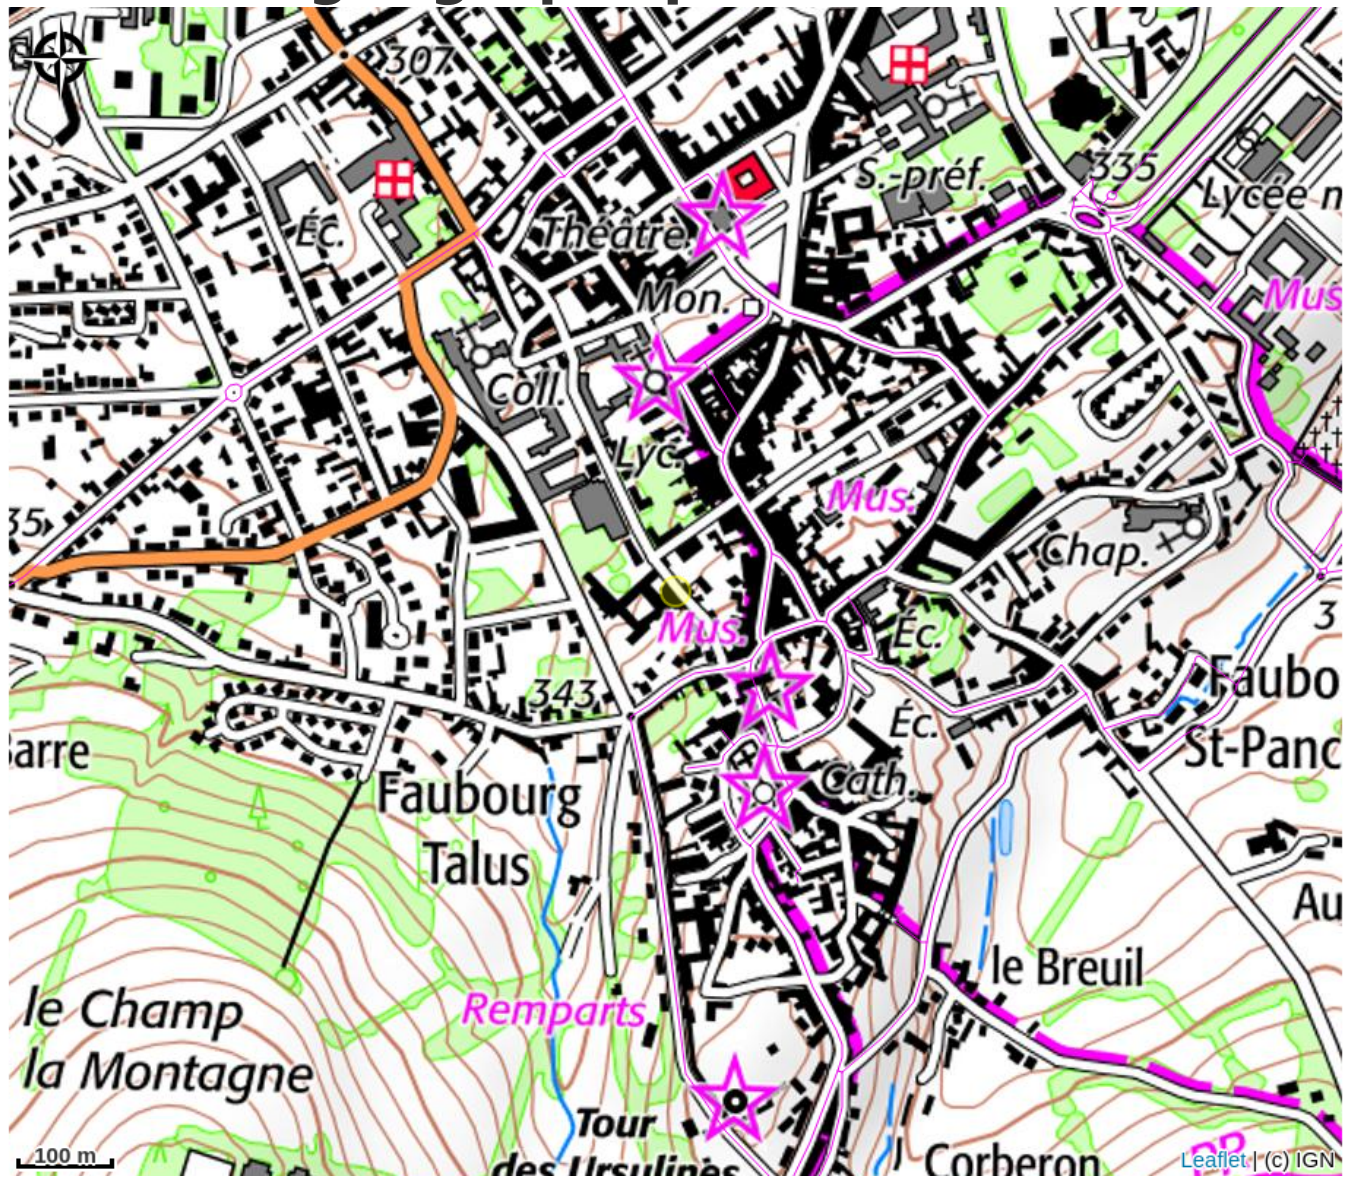 307
335
S.-préf.
Lycée n
Éc.
Théâtre
Mus
Mon.
Coll.
Lyc.
Mus.
35
Chap.
Mus.
Éc.
3
343
Faubo
Éc.
St-Panc
arre
Faubourg
Cath.
Talus
Au
le Breuil
le Champ
Remparts
la Montagne
Tour
des Ursulines
Corberon
PP
100 m
Leaflet | (c) IGN